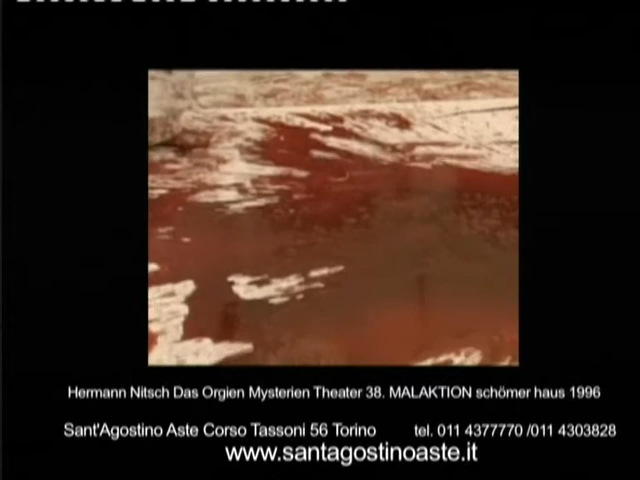 Hermann Nitsch Das Orgien Mysterien Theater 38. MALAKTION schömer haus 1996
Sant'Agostino Aste Corso Tassoni 56 Torino tel. 011 4377770 /011 4303828
www.santagostinoaste.it